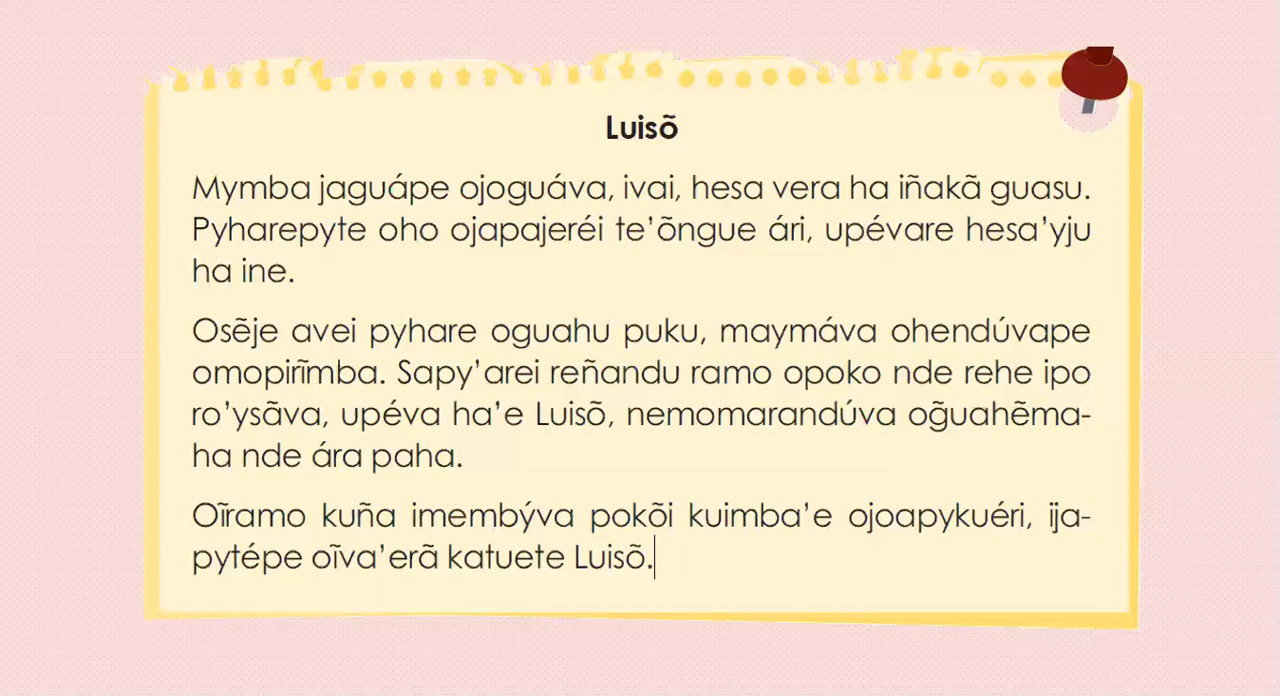 Luisõ
Mymba jaguápe ojoguáva, ivai, hesa vera ha iñakã guasu.
Pyharepyte oho ojapajeréi te’õngue ári, upévare hesa’yju
ha ine.
Osẽje avei pyhare oguahu puku, maymáva ohendúvape
omopirĩmba. Sapy’arei reñandu ramo opoko nde rehe ipo
ro’ysãva, upéva ha’e Luisõ, nemomarandúva og̃uahẽma-
ha nde ára paha.
Oĩramo kuña imembýva pokõi kuimba’e ojoapykuéri, ĳa-
pytépe oĩva’erã katuete Luisõ.